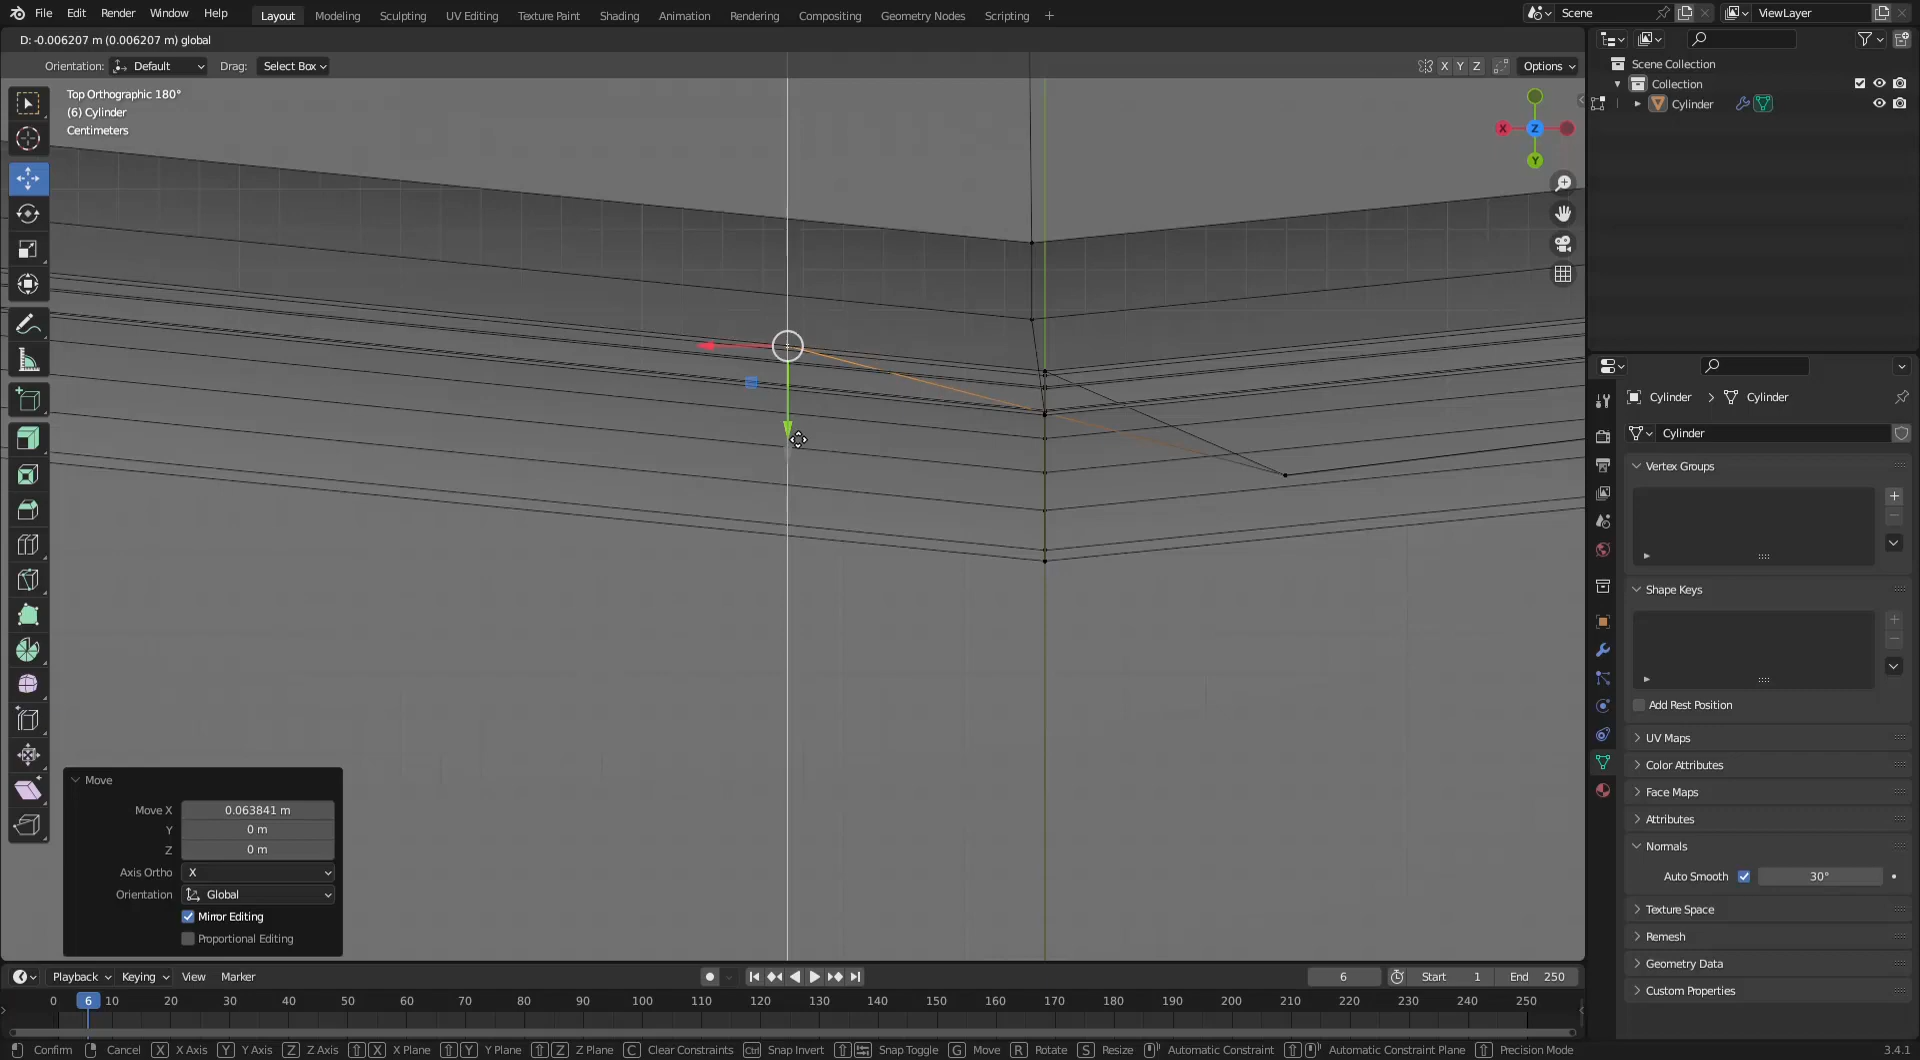 File Edit Render Window Help Layout Modeling Sculpting UV Editing Texture Paint Shading Animation Rendering Compositing Geometry Nodes Scripting + Scene ViewLayer
D: -0.006207 m (0.006207 m) global
Orientation: Default Drag: Select Box X Y Z Options
Top Orthographic 180°
(6) Cylinder
Centimeters
X Z Y
Scene Collection
Collection
Cylinder
Cylinder > Cylinder
Cylinder
Vertex Groups
Shape Keys
Add Rest Position
UV Maps
Color Attributes
Face Maps
Attributes
Normals
Auto Smooth 30°
Texture Space
Remesh
Geometry Data
Custom Properties
Move
Move X 0.063841 m
Y 0 m
Z 0 m
Axis Ortho X
Orientation Global
Mirror Editing
Proportional Editing
Playback Keying View Marker 6 Start 1 End 250
0 6 10 20 30 40 50 60 70 80 90 100 110 120 130 140 150 160 170 180 190 200 210 220 230 240 250
Confirm Cancel X X Axis Y Y Axis Z Z Axis X X Plane Y Y Plane Z Z Plane C Clear Constraints Ctrl Snap Invert Snap Toggle G Move R Rotate S Resize Automatic Constraint Automatic Constraint Plane Precision Mode 3.4.1